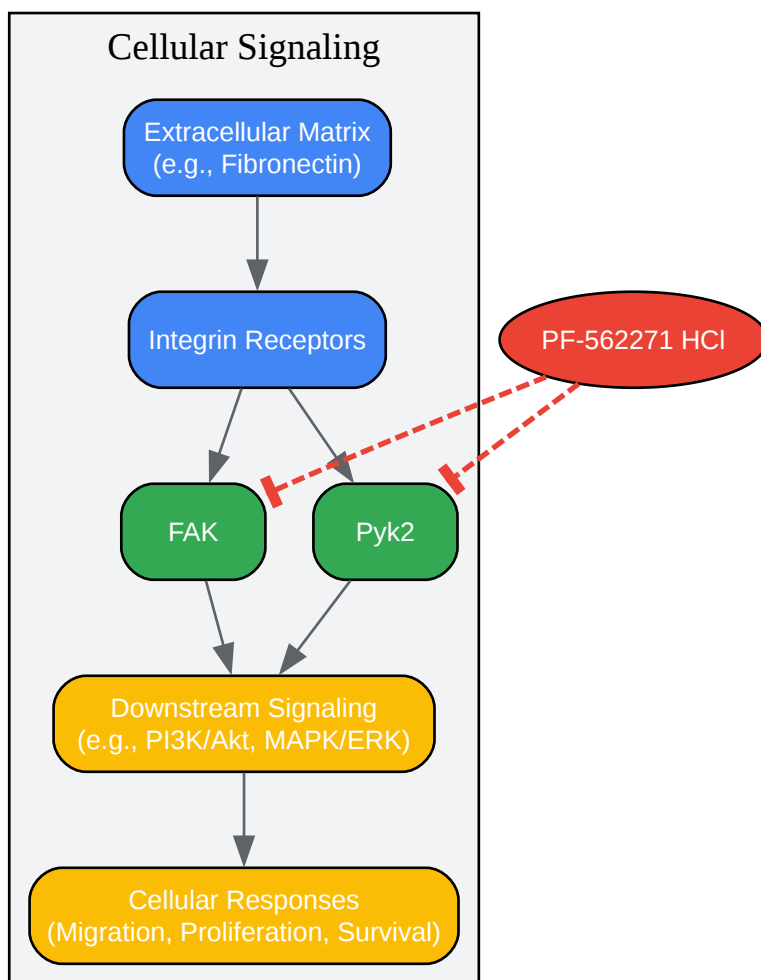 Cellular Signaling
Extracellular Matrix
(e.g., Fibronectin)
Integrin Receptors
PF-562271 HCl
FAK
Pyk2
Downstream Signaling
(e.g., PI3K/Akt, MAPK/ERK)
Cellular Responses
(Migration, Proliferation, Survival)